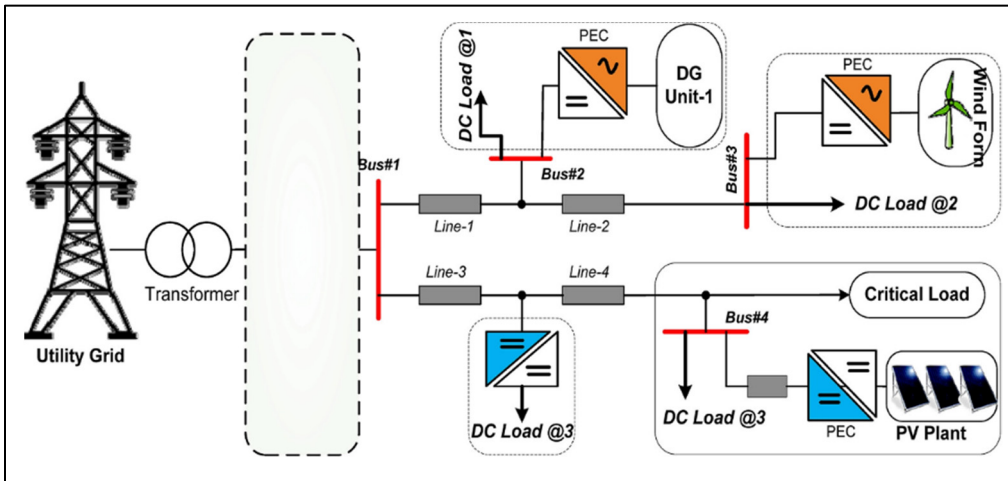 Utility Grid
Transformer
Bus#1
DC Load @1
PEC
DG
Unit-1
Bus#2
Line-1
Line-2
Bus#3
PEC
Wind Form
DC Load @2
Line-3
Line-4
DC Load @3
Critical Load
Bus#4
DC Load @3
PEC
PV Plant